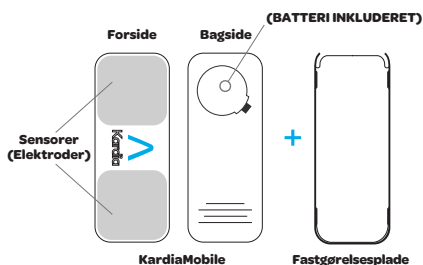 (BATTERI INKLUDERET)
Forside
Bagside
Sensorer
(Elektroder)
Kardia
+
KardiaMobile
Fastgørelsesplade